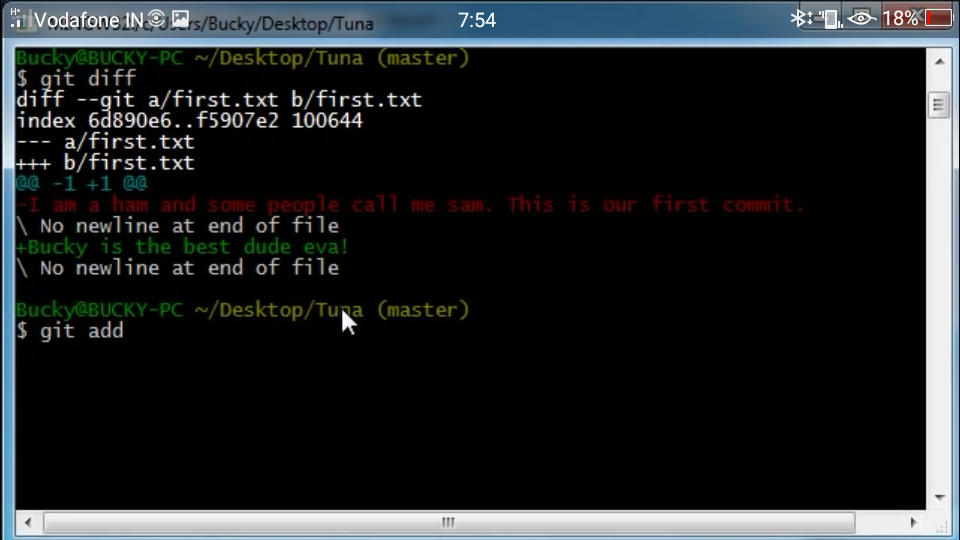 Vodafone IN 7:54 18%
MINGW32:/c/Users/Bucky/Desktop/Tuna
Bucky@BUCKY-PC ~/Desktop/Tuna (master)
$ git diff
diff --git a/first.txt b/first.txt
index 6d890e6..f5907e2 100644
--- a/first.txt
+++ b/first.txt
@@ -1 +1 @@
-I am a ham and some people call me sam. This is our first commit.
\ No newline at end of file
+Bucky is the best dude eva!
\ No newline at end of file
Bucky@BUCKY-PC ~/Desktop/Tuna (master)
$ git add